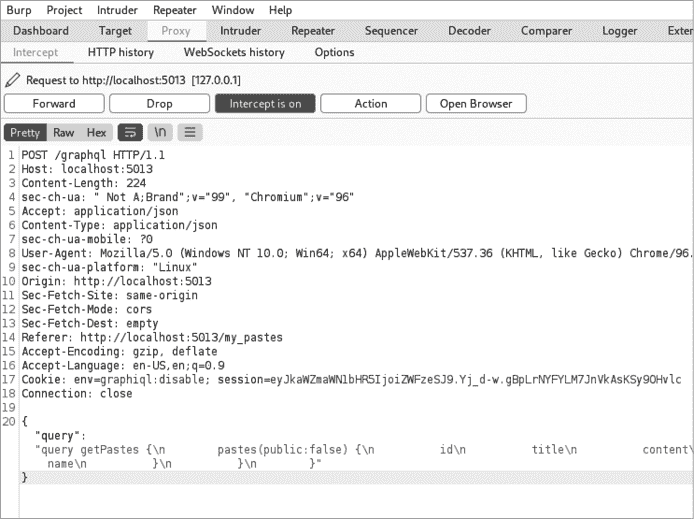 Burp Project Intruder Repeater Window Help
Dashboard Target Proxy Intruder Repeater Sequencer Decoder Comparer Logger Exter
Intercept HTTP history WebSockets history Options
Request to http://localhost:5013 [127.0.0.1]
Forward Drop Intercept is on Action Open Browser
Pretty Raw Hex \n
1 POST /graphql HTTP/1.1
2 Host: localhost:5013
3 Content-Length: 224
4 sec-ch-ua: " Not A;Brand";v="99", "Chromium";v="96"
5 Accept: application/json
6 Content-Type: application/json
7 sec-ch-ua-mobile: ?0
8 User-Agent: Mozilla/5.0 (Windows NT 10.0; Win64; x64) AppleWebKit/537.36 (KHTML, like Gecko) Chrome/96.
9 sec-ch-ua-platform: "Linux"
10 Origin: http://localhost:5013
11 Sec-Fetch-Site: same-origin
12 Sec-Fetch-Mode: cors
13 Sec-Fetch-Dest: empty
14 Referer: http://localhost:5013/my_pastes
15 Accept-Encoding: gzip, deflate
16 Accept-Language: en-US,en;q=0.9
17 Cookie: env=graphiql:disable; session=eyJkaWZmaWN1bHR5IjoiZWFzeSJ9.Yj_d-w.gBpLrNYFYLM7JnVkAsKSy9OHvlc
18 Connection: close
19
20 {
"query":
"query getPastes {\n pastes(public:false) {\n id\n title\n content\
name\n }\n }\n }"
}